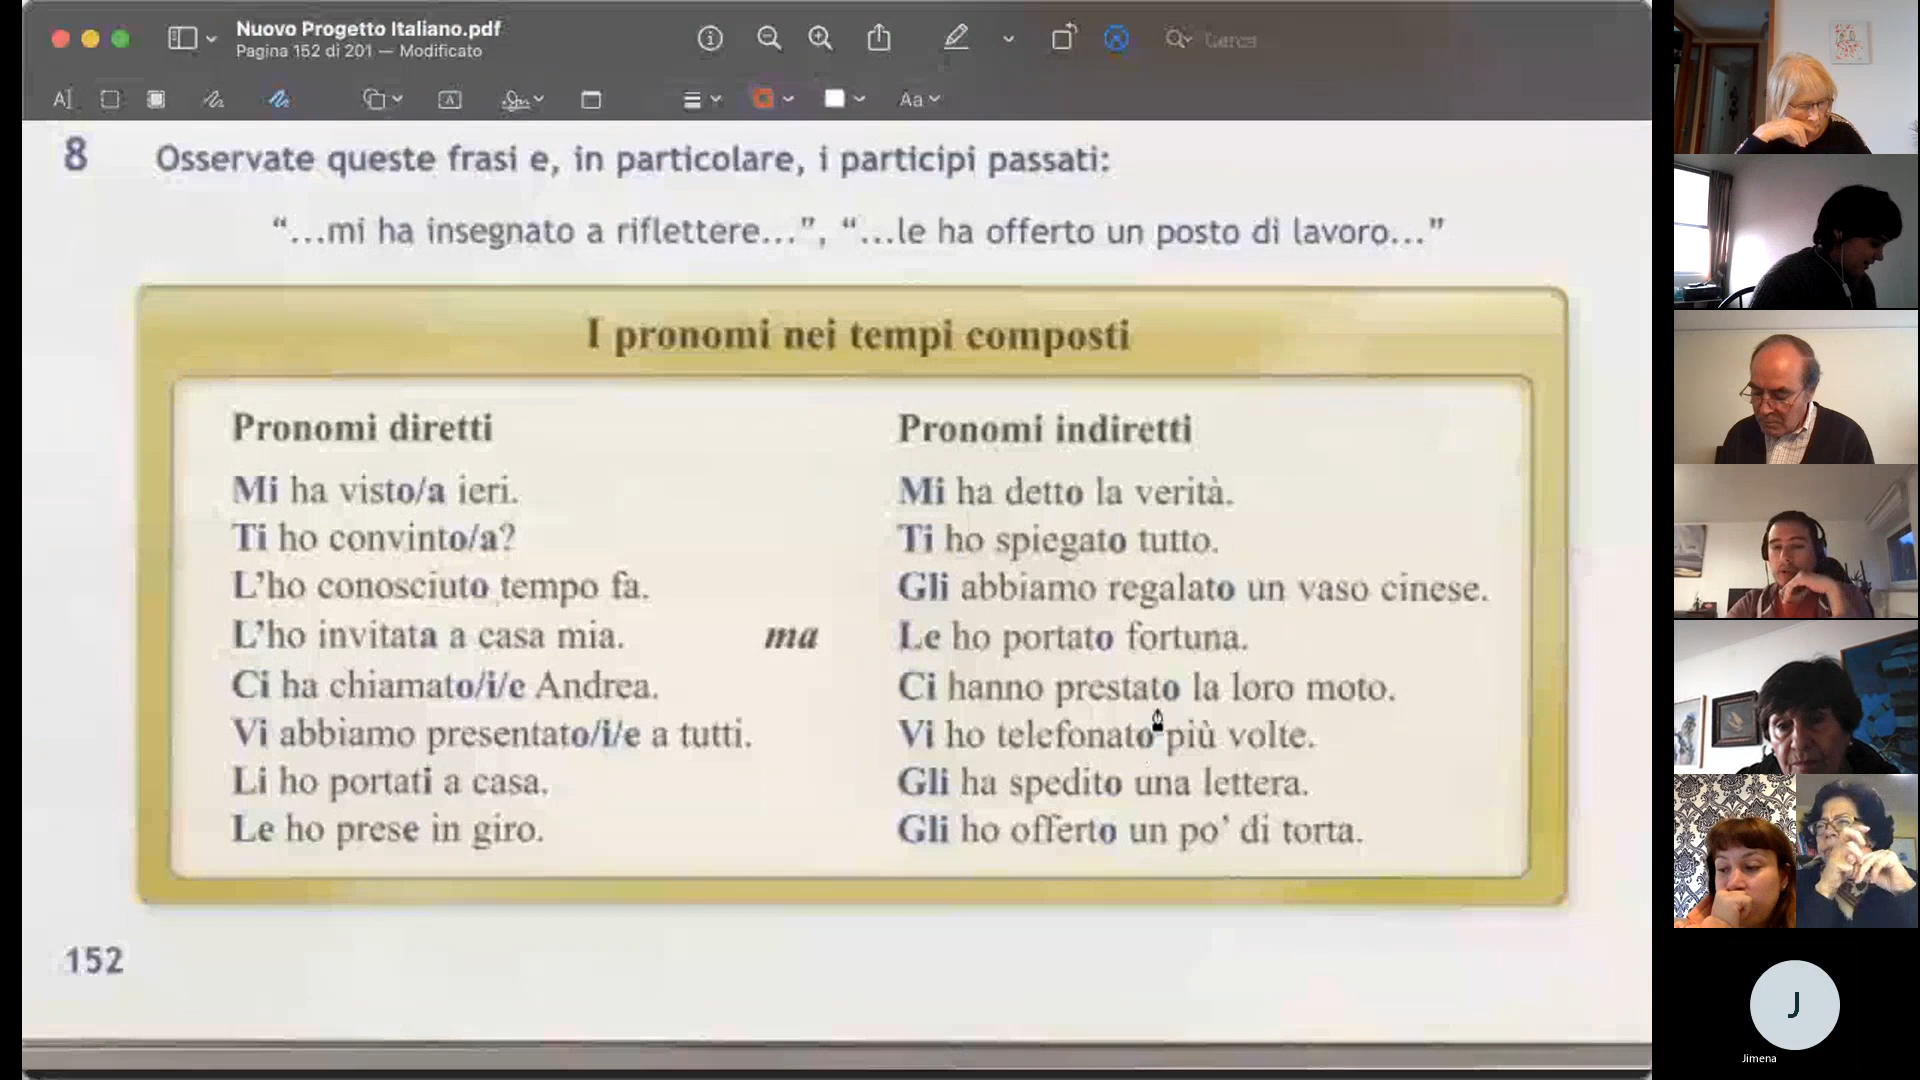 Nuovo Progetto Italiano.pdf
Pagina 152 di 201 — Modificato
Cerca
Aa
8 Osservate queste frasi e, in particolare, i participi passati:
“...mi ha insegnato a riflettere...”, “...le ha offerto un posto di lavoro...”
I pronomi nei tempi composti
Pronomi diretti
Mi ha visto/a ieri.
Ti ho convinto/a?
L’ho conosciuto tempo fa.
L’ho invitata a casa mia.
Ci ha chiamato/i/e Andrea.
Vi abbiamo presentato/i/e a tutti.
Li ho portati a casa.
Le ho prese in giro.
ma
Pronomi indiretti
Mi ha detto la verità.
Ti ho spiegato tutto.
Gli abbiamo regalato un vaso cinese.
Le ho portato fortuna.
Ci hanno prestato la loro moto.
Vi ho telefonato più volte.
Gli ha spedito una lettera.
Gli ho offerto un po’ di torta.
152
J
Jimena